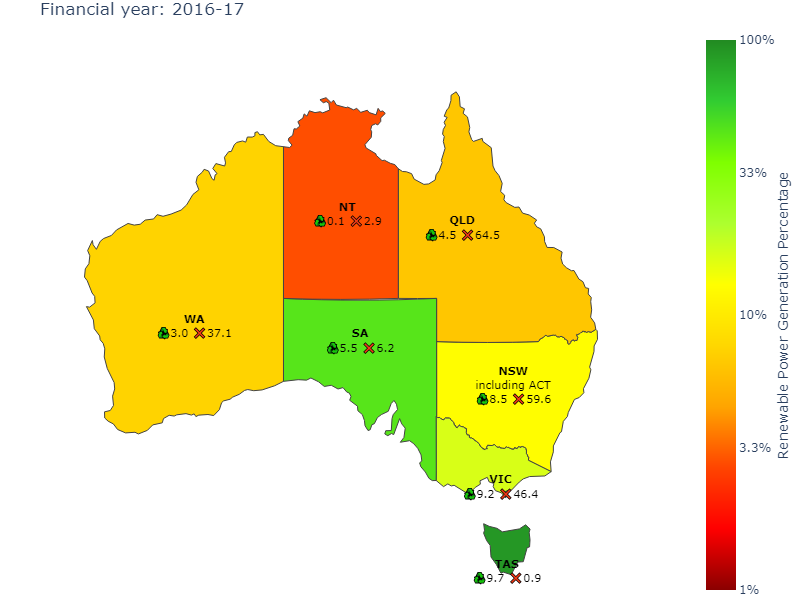 Financial year: 2016-17
100%
33%
10%
3.3%
1%
Renewable Power Generation Percentage
NT
0.1 2.9
QLD
4.5 64.5
WA
3.0 37.1
SA
5.5 6.2
NSW
including ACT
8.5 59.6
VIC
9.2 46.4
TAS
9.7 0.9